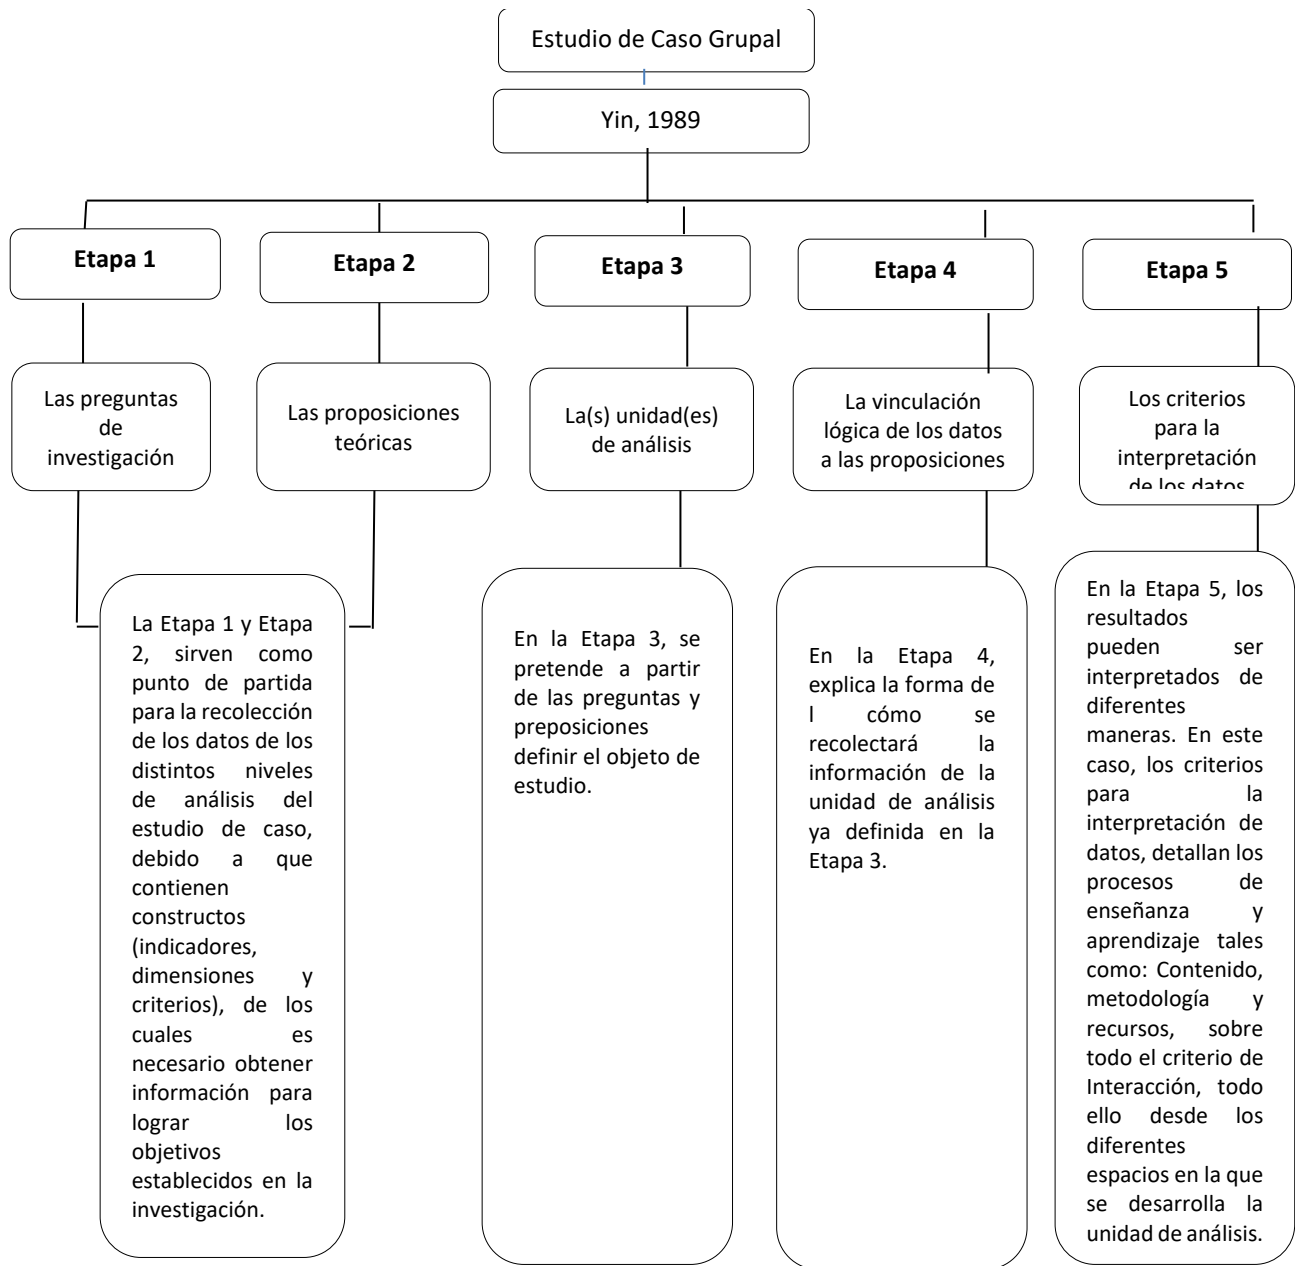 Estudio de Caso Grupal
Yin, 1989
Etapa 1
Etapa 2
Etapa 3
Etapa 4
Etapa 5
Las preguntas
de
investigación
Las proposiciones
teóricas
La(s) unidad(es)
de análisis
La vinculación
lógica de los datos
a las proposiciones
Los criterios
para la
interpretación
de los datos
La Etapa 1 y Etapa
2, sirven como
punto de partida
para la recolección
de los datos de los
distintos niveles
de análisis del
estudio de caso,
debido a que
contienen
constructos
(indicadores,
dimensiones y
criterios), de los
cuales es
necesario obtener
información para
lograr los
objetivos
establecidos en la
investigación.
En la Etapa 3, se
pretende a partir
de las preguntas y
preposiciones
definir el objeto de
estudio.
En la Etapa 4,
explica la forma de
l cómo se
recolectará la
información de la
unidad de análisis
ya definida en la
Etapa 3.
En la Etapa 5, los
resultados
pueden ser
interpretados de
diferentes
maneras. En este
caso, los criterios
para la
interpretación de
datos, detallan los
procesos de
enseñanza y
aprendizaje tales
como: Contenido,
metodología y
recursos, sobre
todo el criterio de
Interacción, todo
ello desde los
diferentes
espacios en la que
se desarrolla la
unidad de análisis.